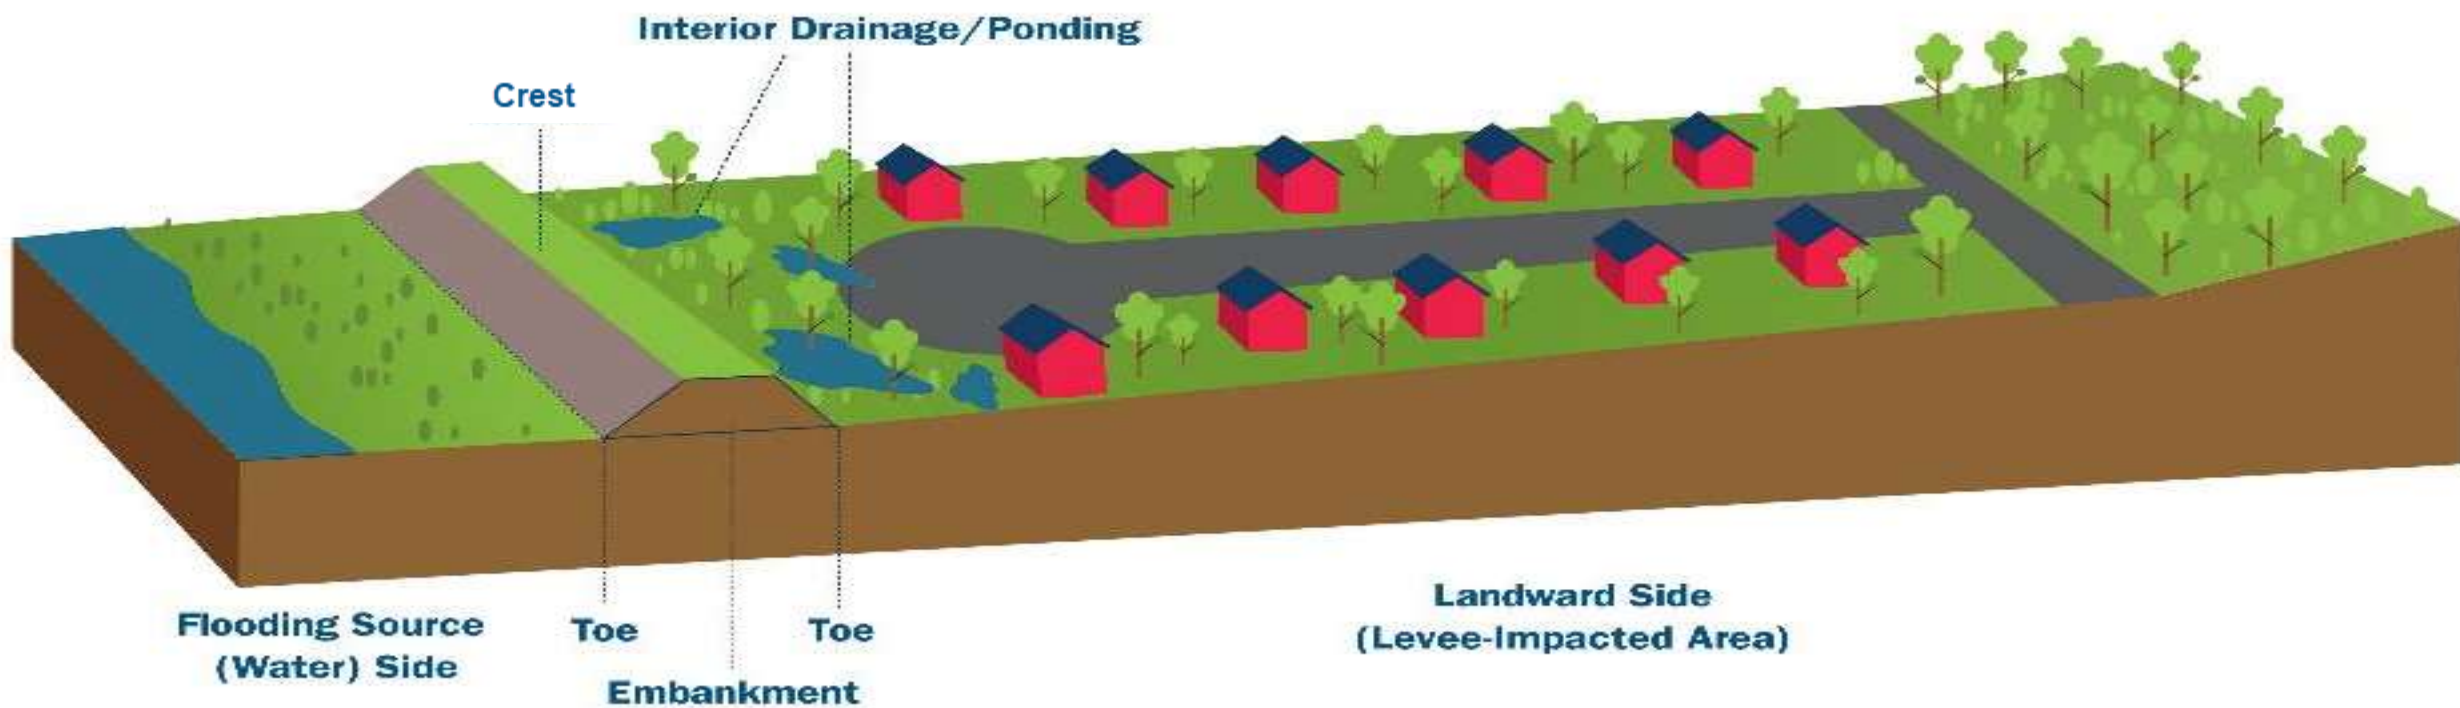 Interior Drainage/Ponding
Crest
Flooding Source
(Water) Side
Toe
Toe
Embankment
Landward Side
(Levee-Impacted Area)